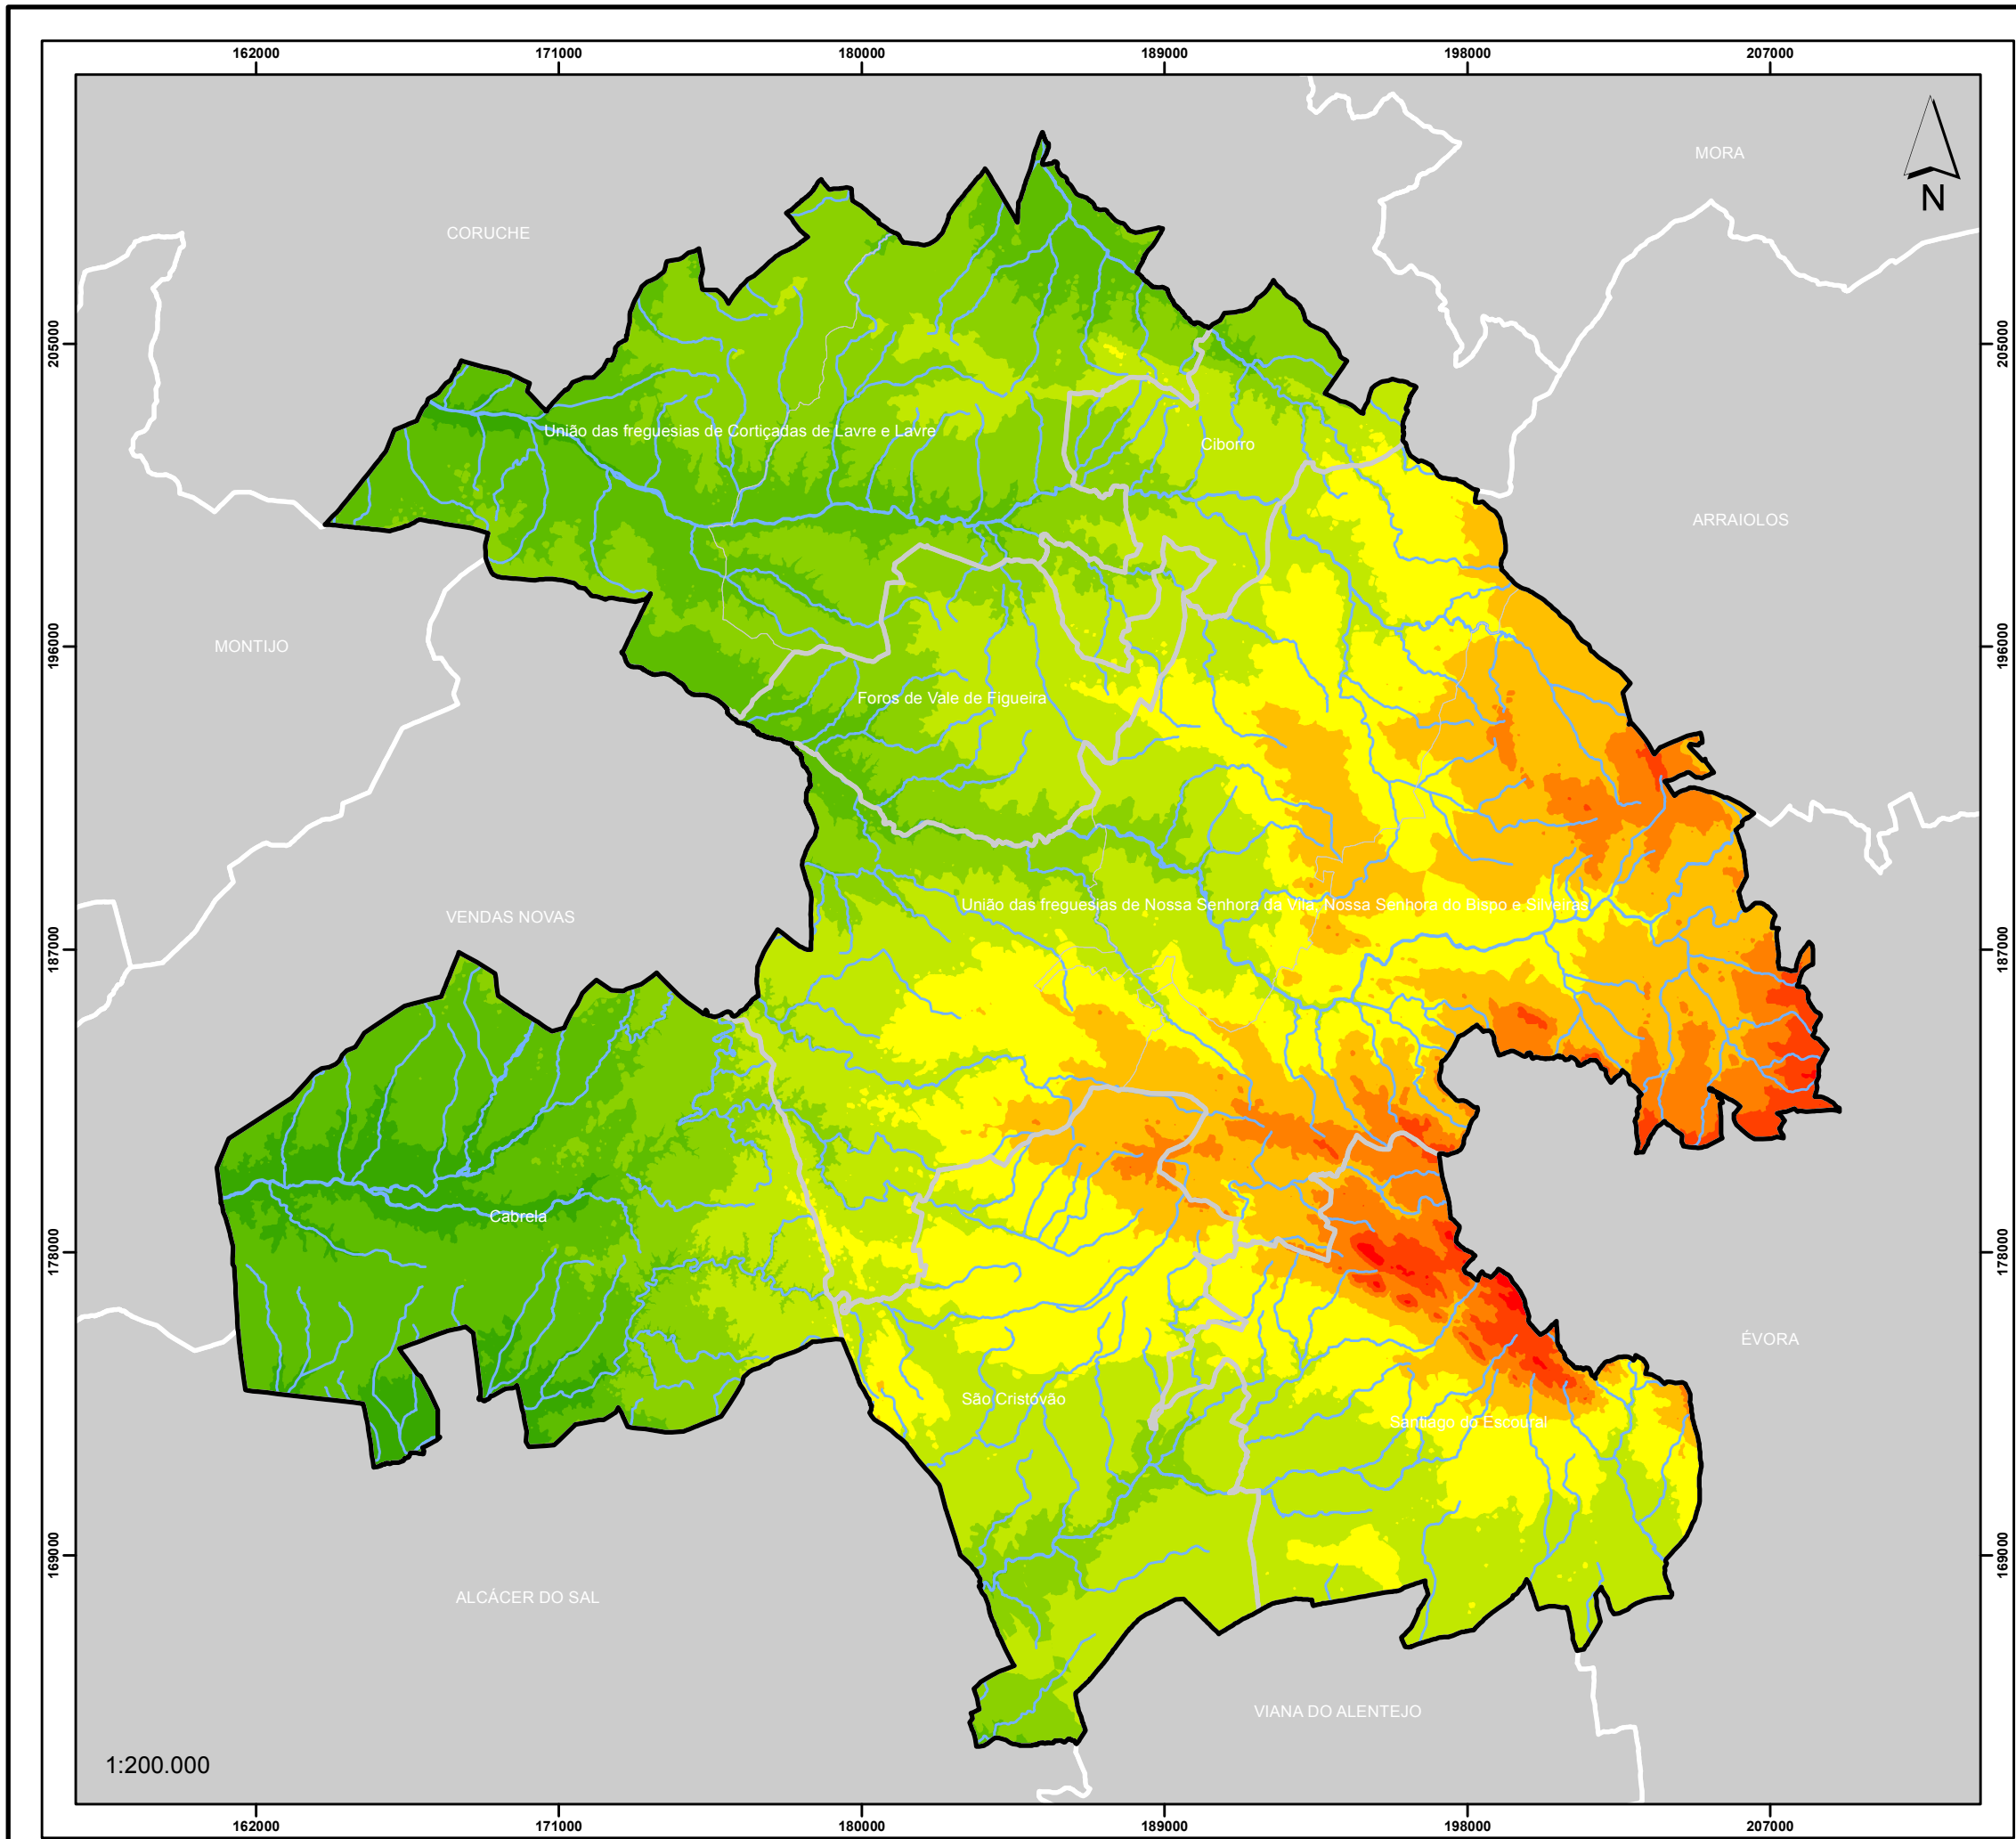 162000 171000 180000 189000 198000 207000
MORA
N
CORUCHE
205000 205000
União das freguesias de Cortiçadas de Lavre e Lavre
Ciborro
ARRAIOLOS
196000 196000
MONTIJO
Foros de Vale de Figueira
União das freguesias de Nossa Senhora da Vila, Nossa Senhora do Bispo e Silveiras
VENDAS NOVAS
187000 187000
Cabrela
178000 178000
ÉVORA
São Cristóvão
Santiago do Escoural
169000 169000
ALCÁCER DO SAL
VIANA DO ALENTEJO
1:200.000
162000 171000 180000 189000 198000 207000